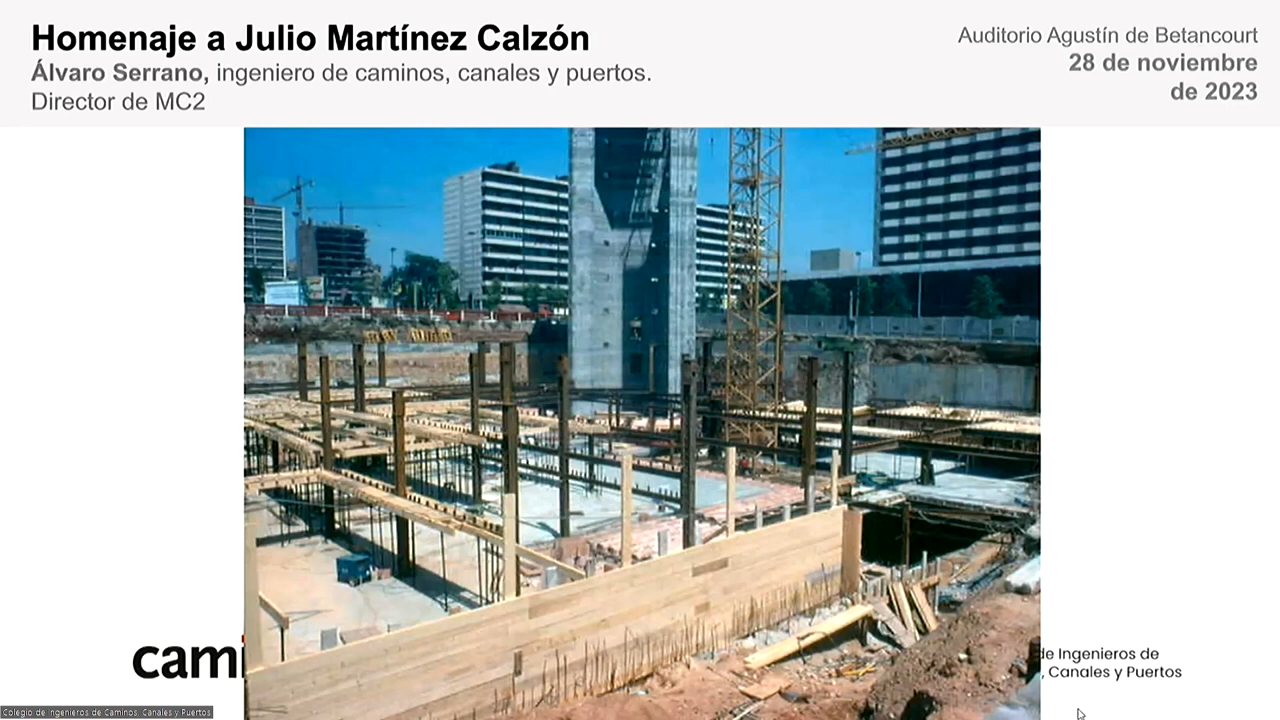 Homenaje a Julio Martínez Calzón
Álvaro Serrano, ingeniero de caminos, canales y puertos.
Director de MC2
Auditorio Agustín de Betancourt
28 de noviembre
de 2023
cami
de Ingenieros de
, Canales y Puertos
Colegio de Ingenieros de Caminos, Canales y Puertos